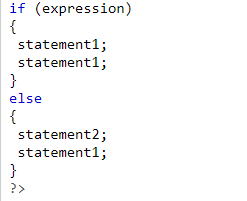 if (expression)
{
 statement1;
 statement1;
}
else
{
 statement2;
 statement1;
}
?>